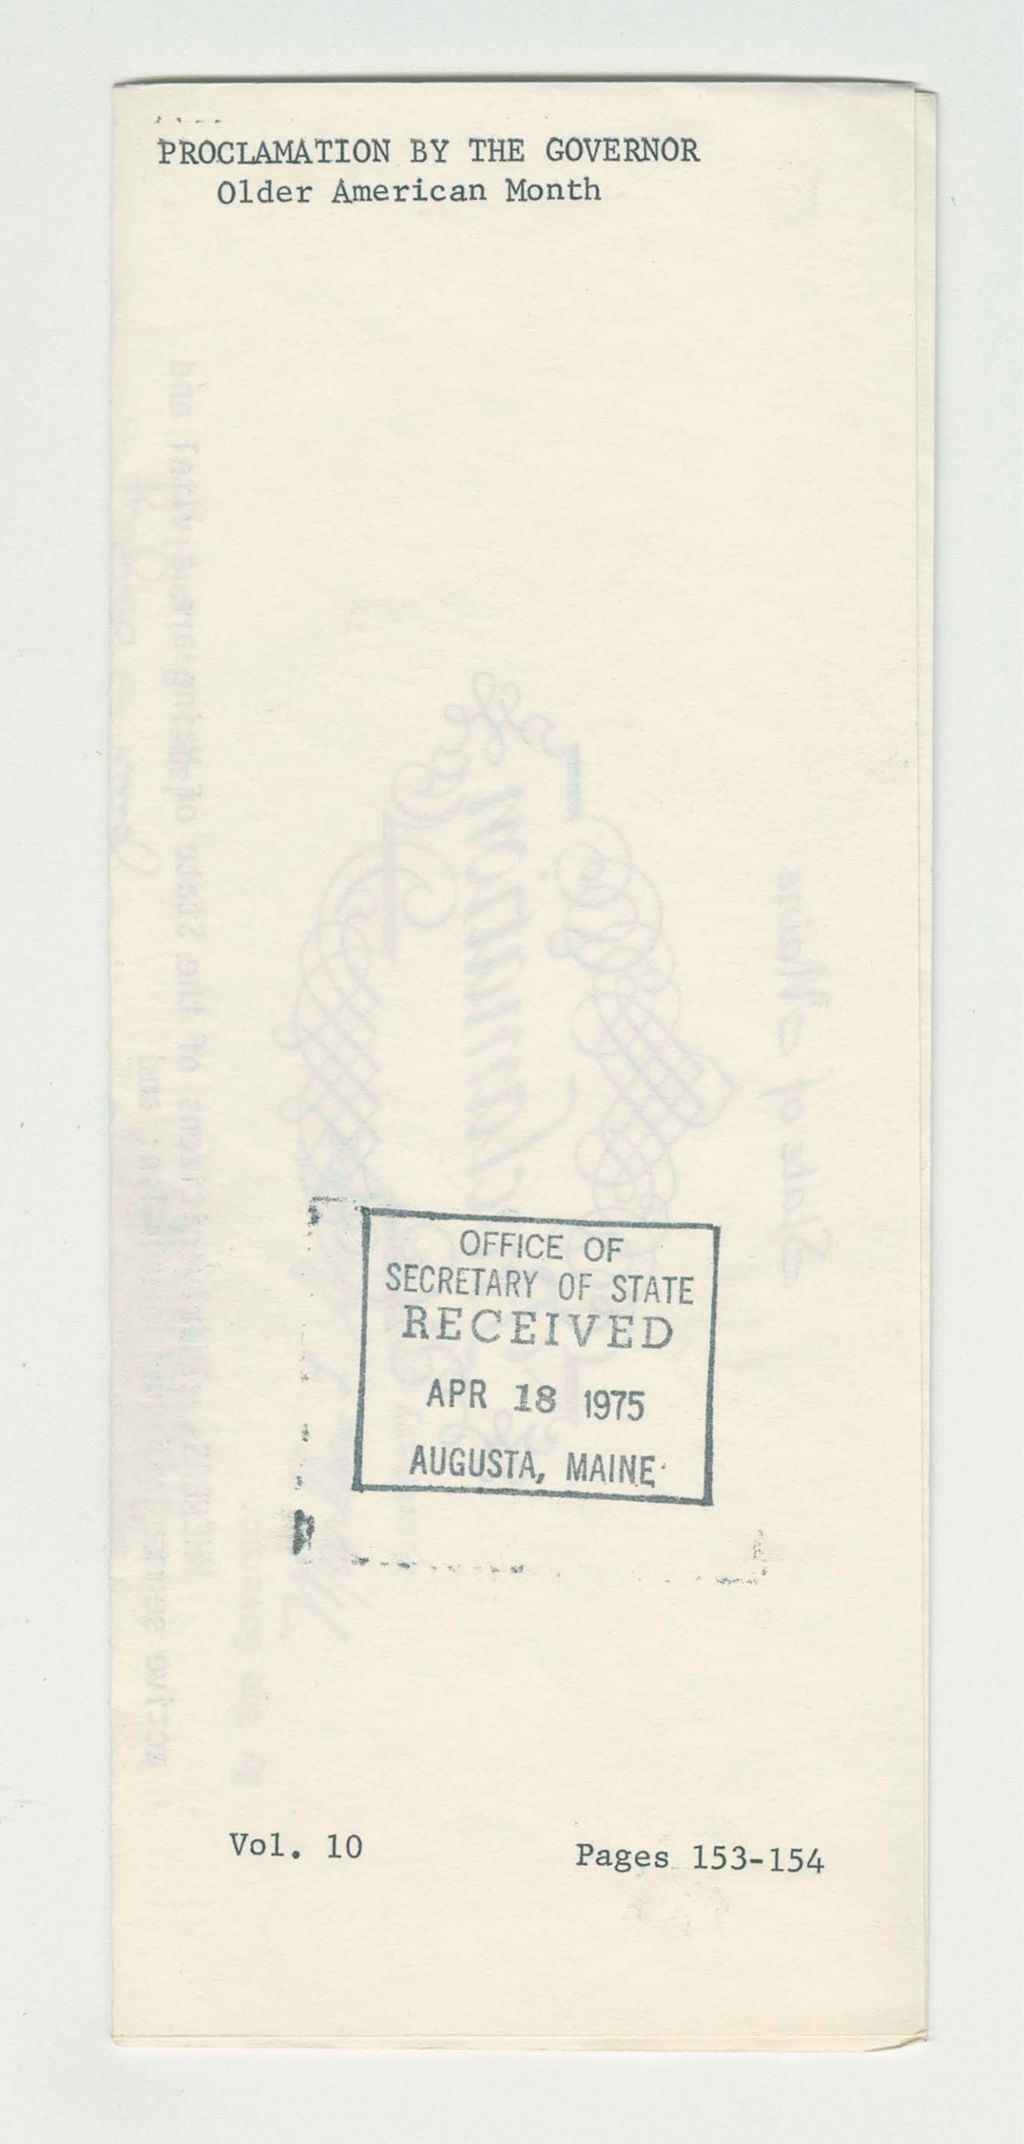 PROCLAMATION BY THE GOVERNOR
Older American Month
OFFICE OF
SECRETARY OF STATE
RECEIVED
APR 18 1975
AUGUSTA, MAINE
Vol. 10 Pages 153-154